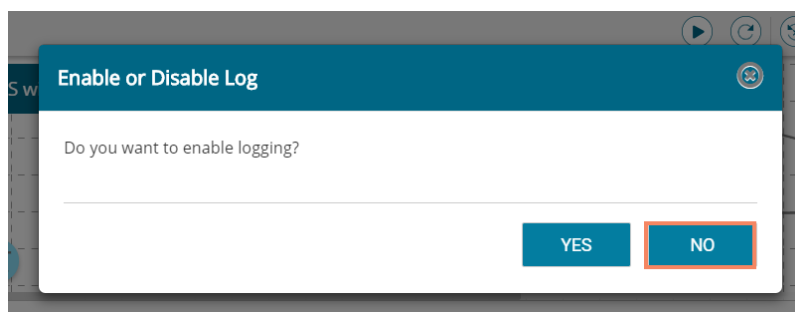 Enable or Disable Log
S w
Do you want to enable logging?
YES
NO